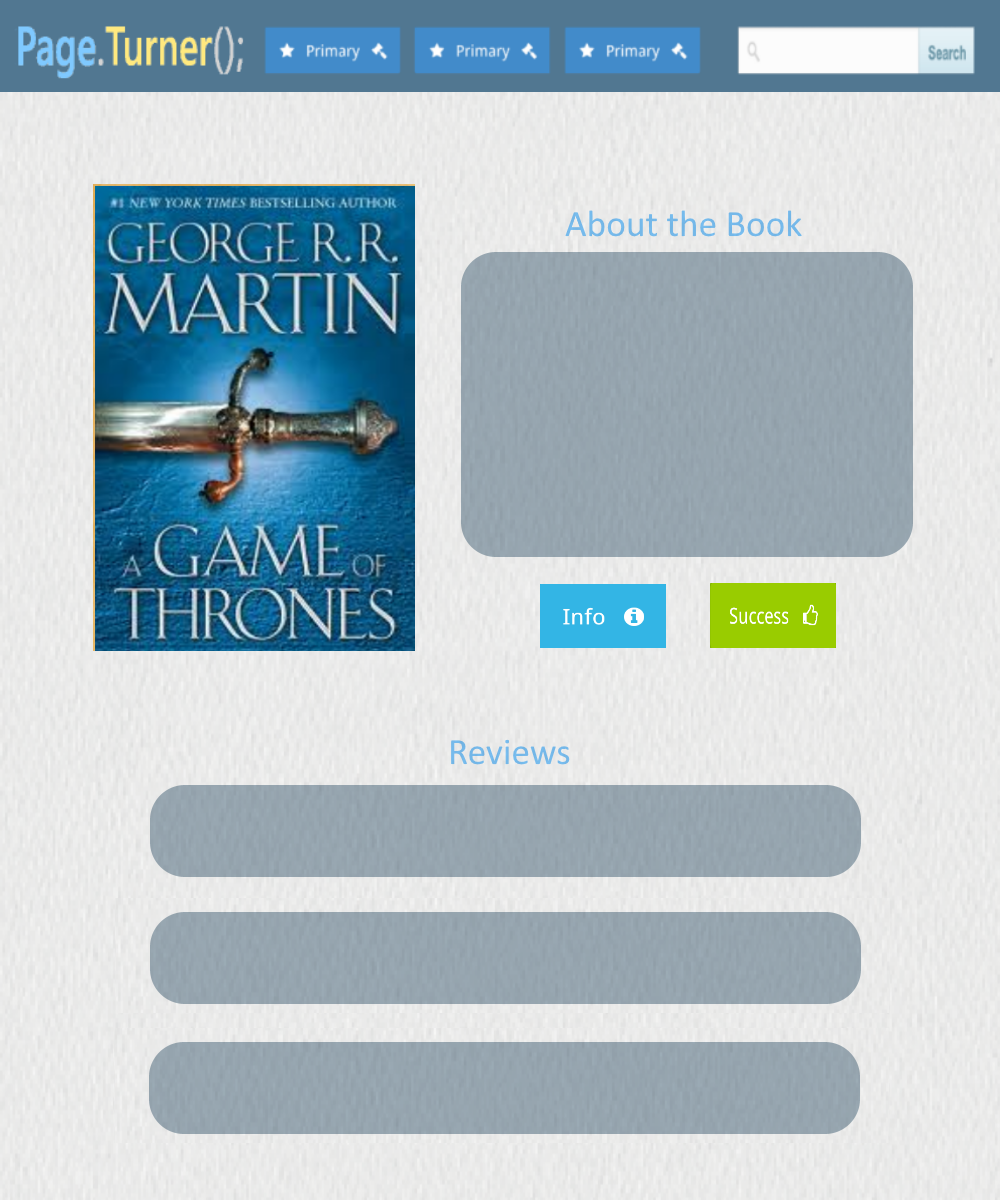 Page.Turner();
Primary
Primary
Primary
Search
#1 NEW YORK TIMES BESTSELLING AUTHOR
GEORGE R. R.
MARTIN
A GAME OF
THRONES
About the Book
Info
Success
Reviews